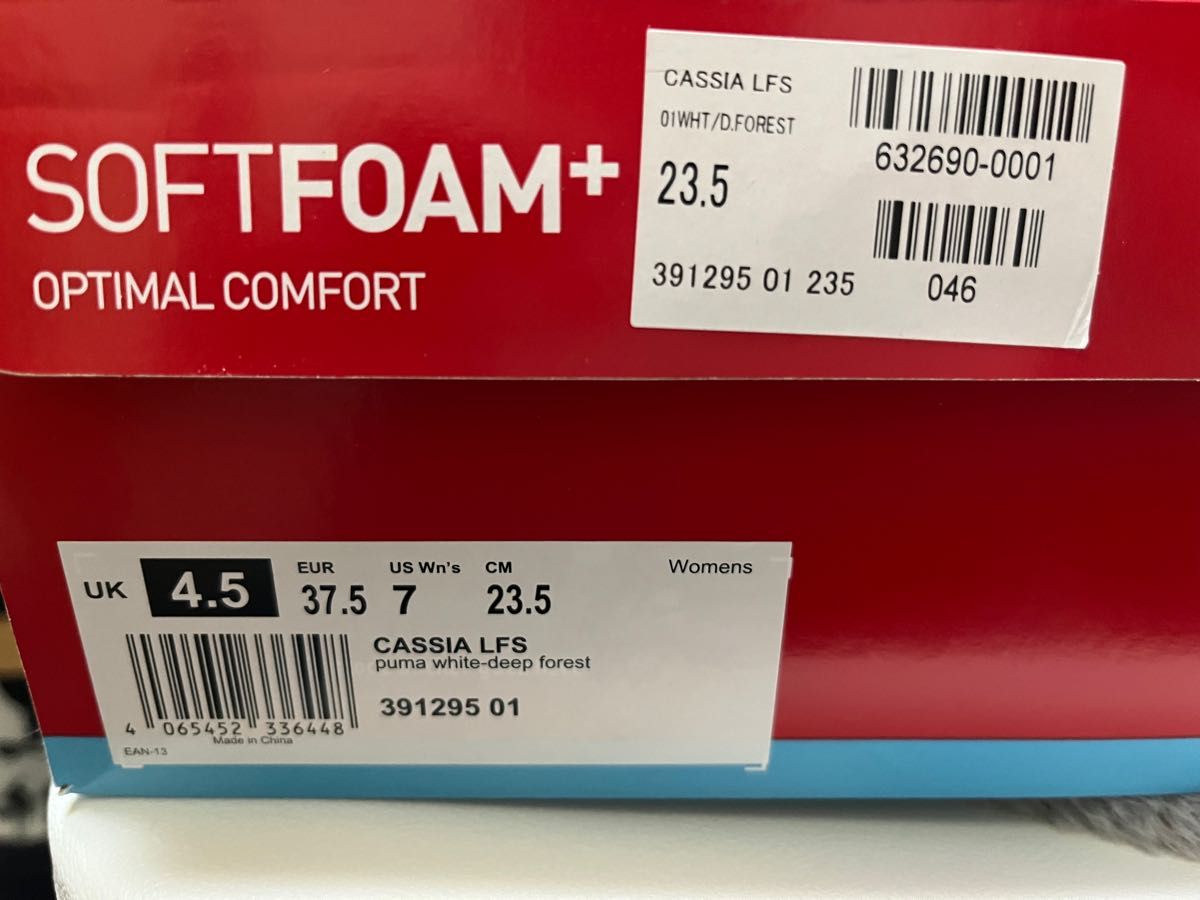 SOFTFOAM+
OPTIMAL COMFORT
CASSIA LFS
01WHT/D.FOREST
632690-0001
23.5
391295 01 235
046
UK 4.5
EUR 37.5
US Wn's 7
CM 23.5
Womens
CASSIA LFS
puma white-deep forest
391295 01
4 065452 336448
Made in China
EAN-13